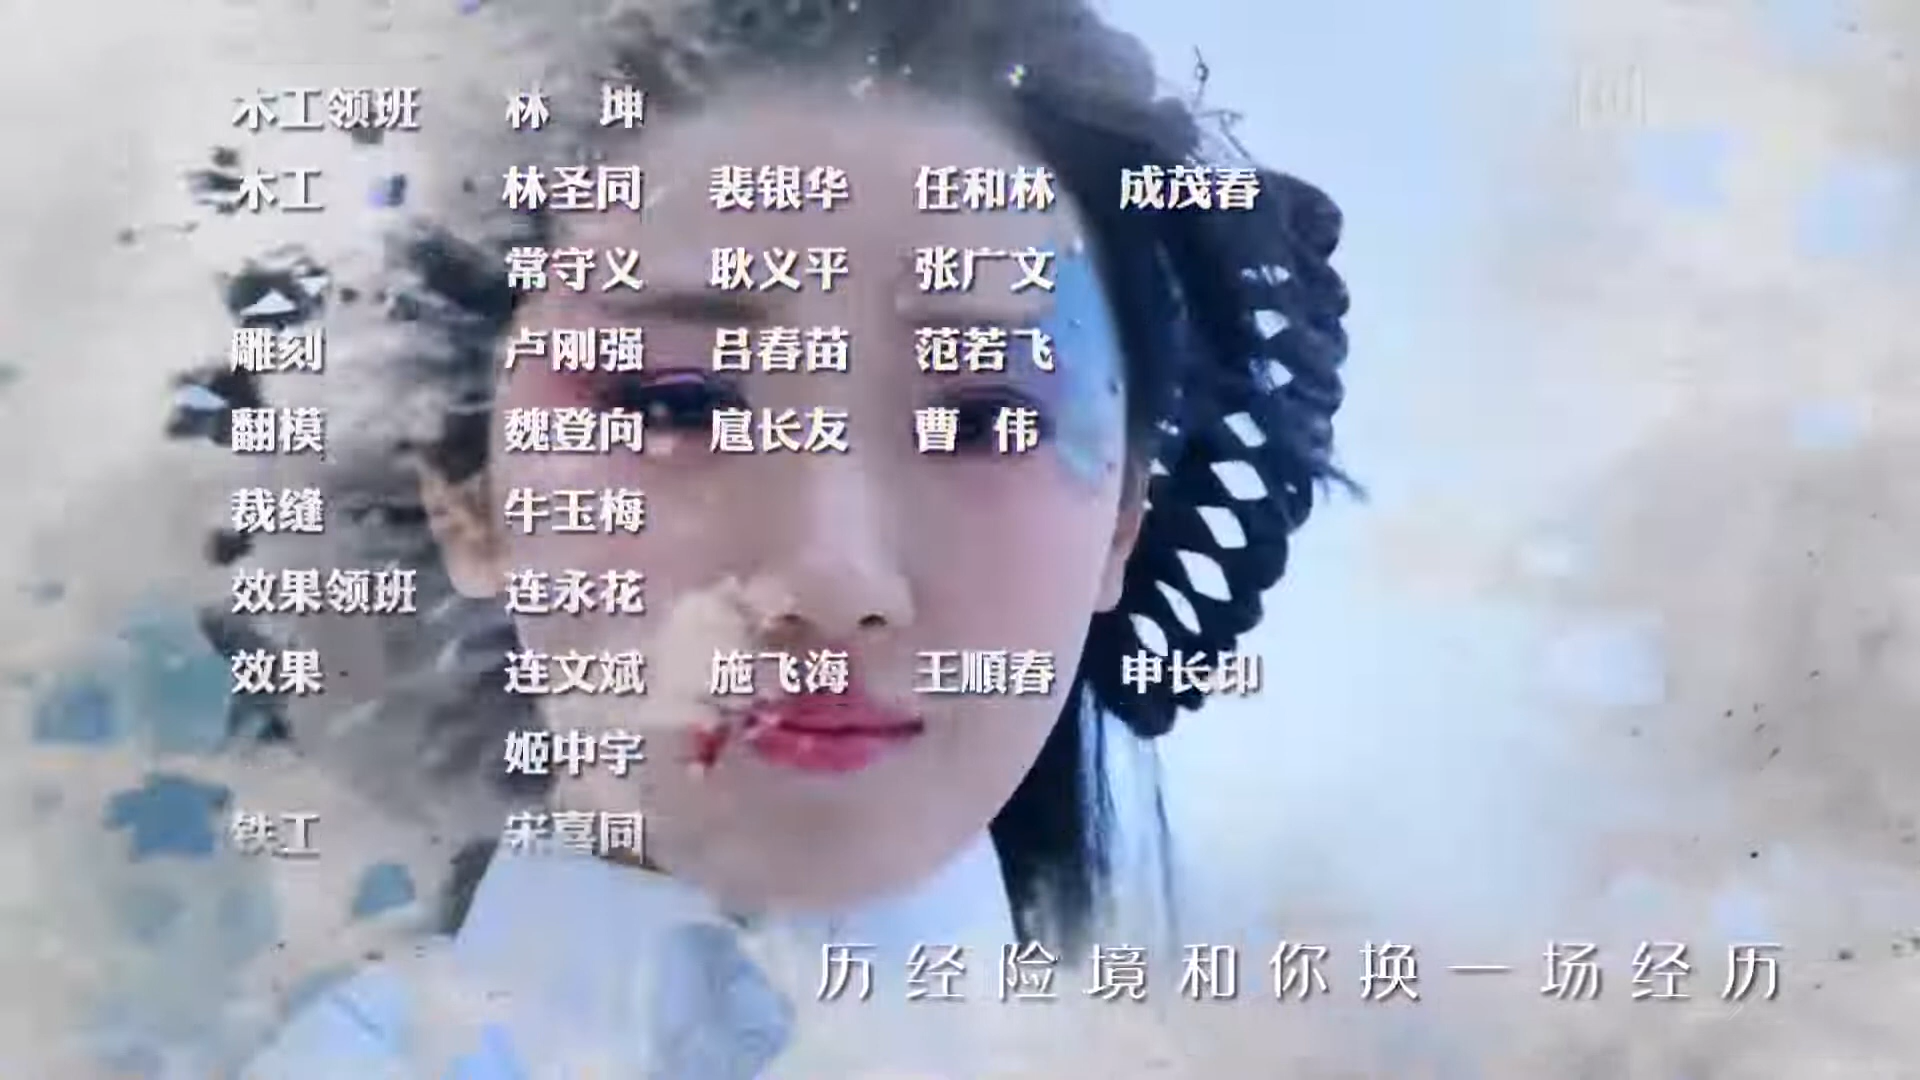 木工领班 林 坤
木工 林圣同 裴银华 任和林 成茂春
常守义 耿义平 张广文
雕刻 卢刚强 吕春苗 范若飞
翻模 魏登向 扈长友 曹 伟
裁缝 牛玉梅
效果领班 连永花
效果 连文斌 施飞海 王順春 申长印
姬中宇
铁工 宋喜同
历经险境和你换一场经历